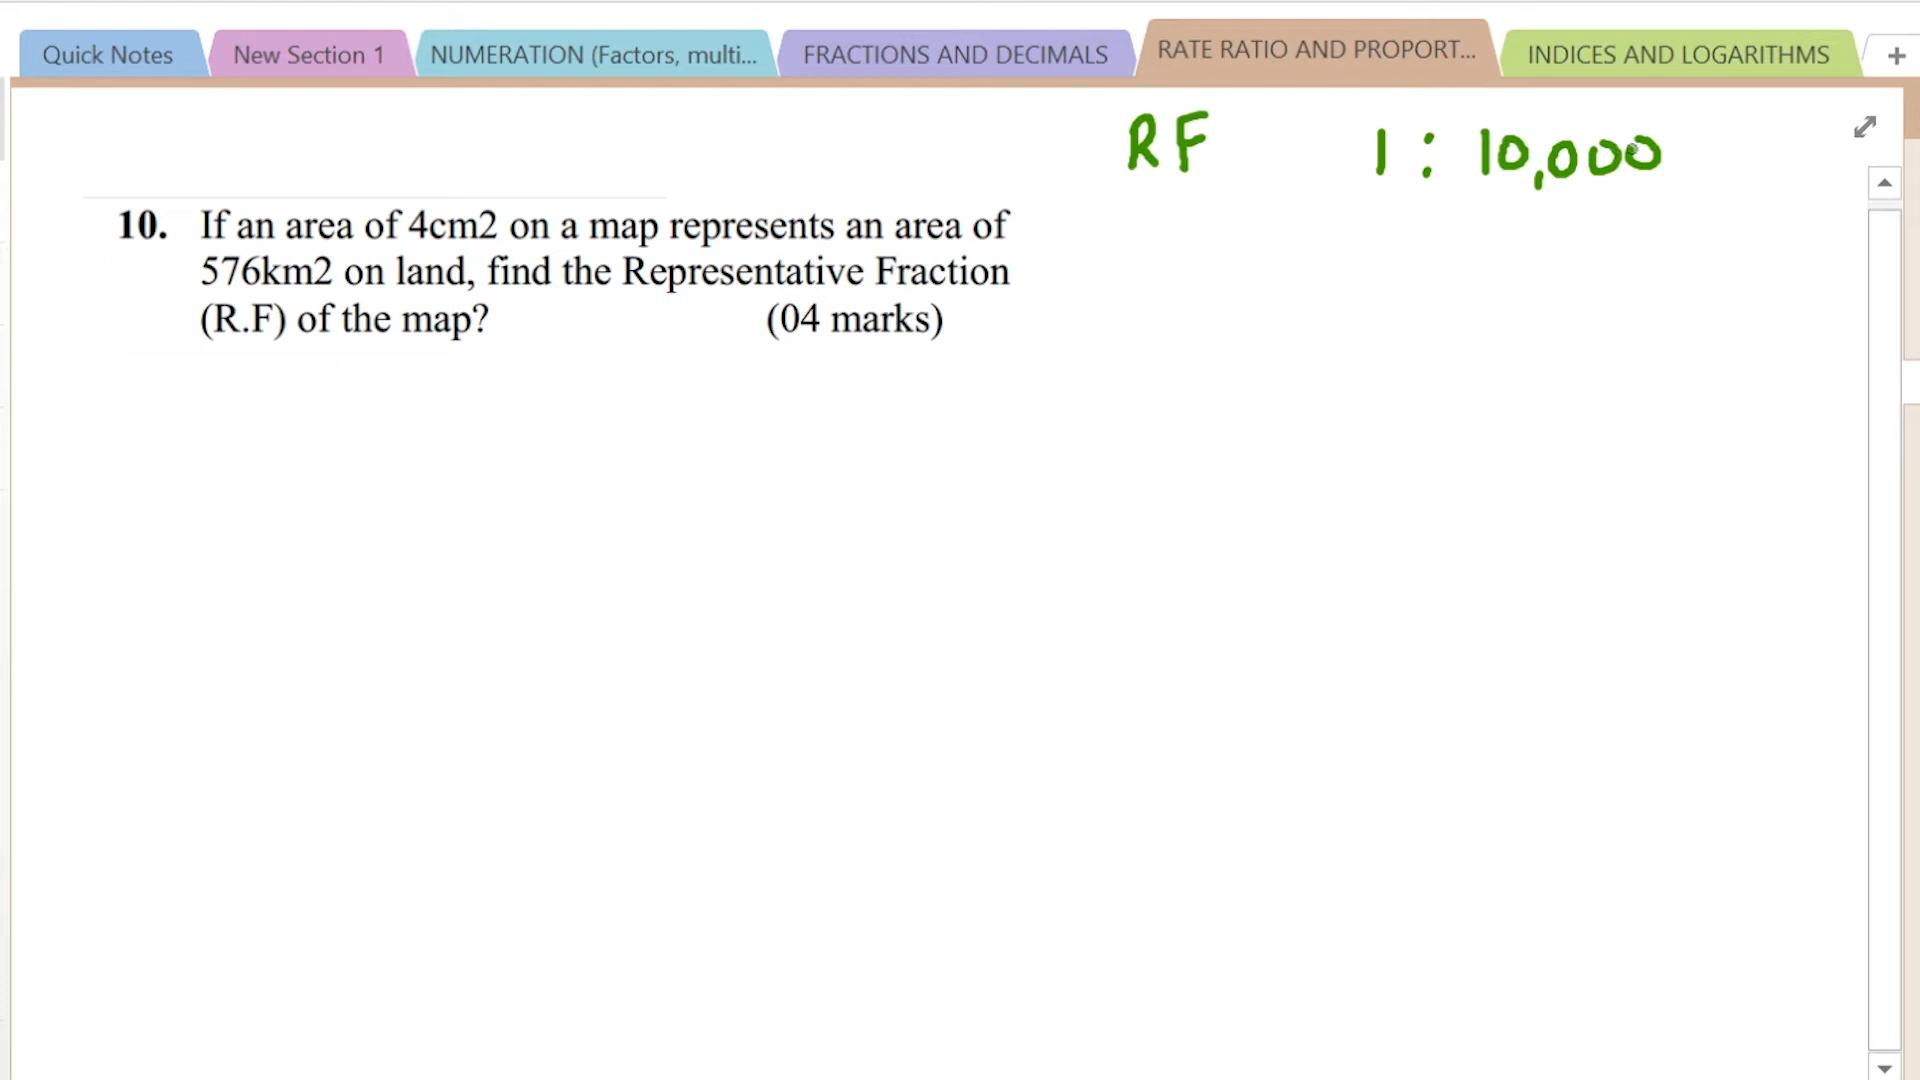 Quick Notes
New Section 1
NUMERATION (Factors, multi...
FRACTIONS AND DECIMALS
RATE RATIO AND PROPORT...
INDICES AND LOGARITHMS
+
RF 1 : 10,000
10. If an area of 4cm2 on a map represents an area of
576km2 on land, find the Representative Fraction
(R.F) of the map? (04 marks)